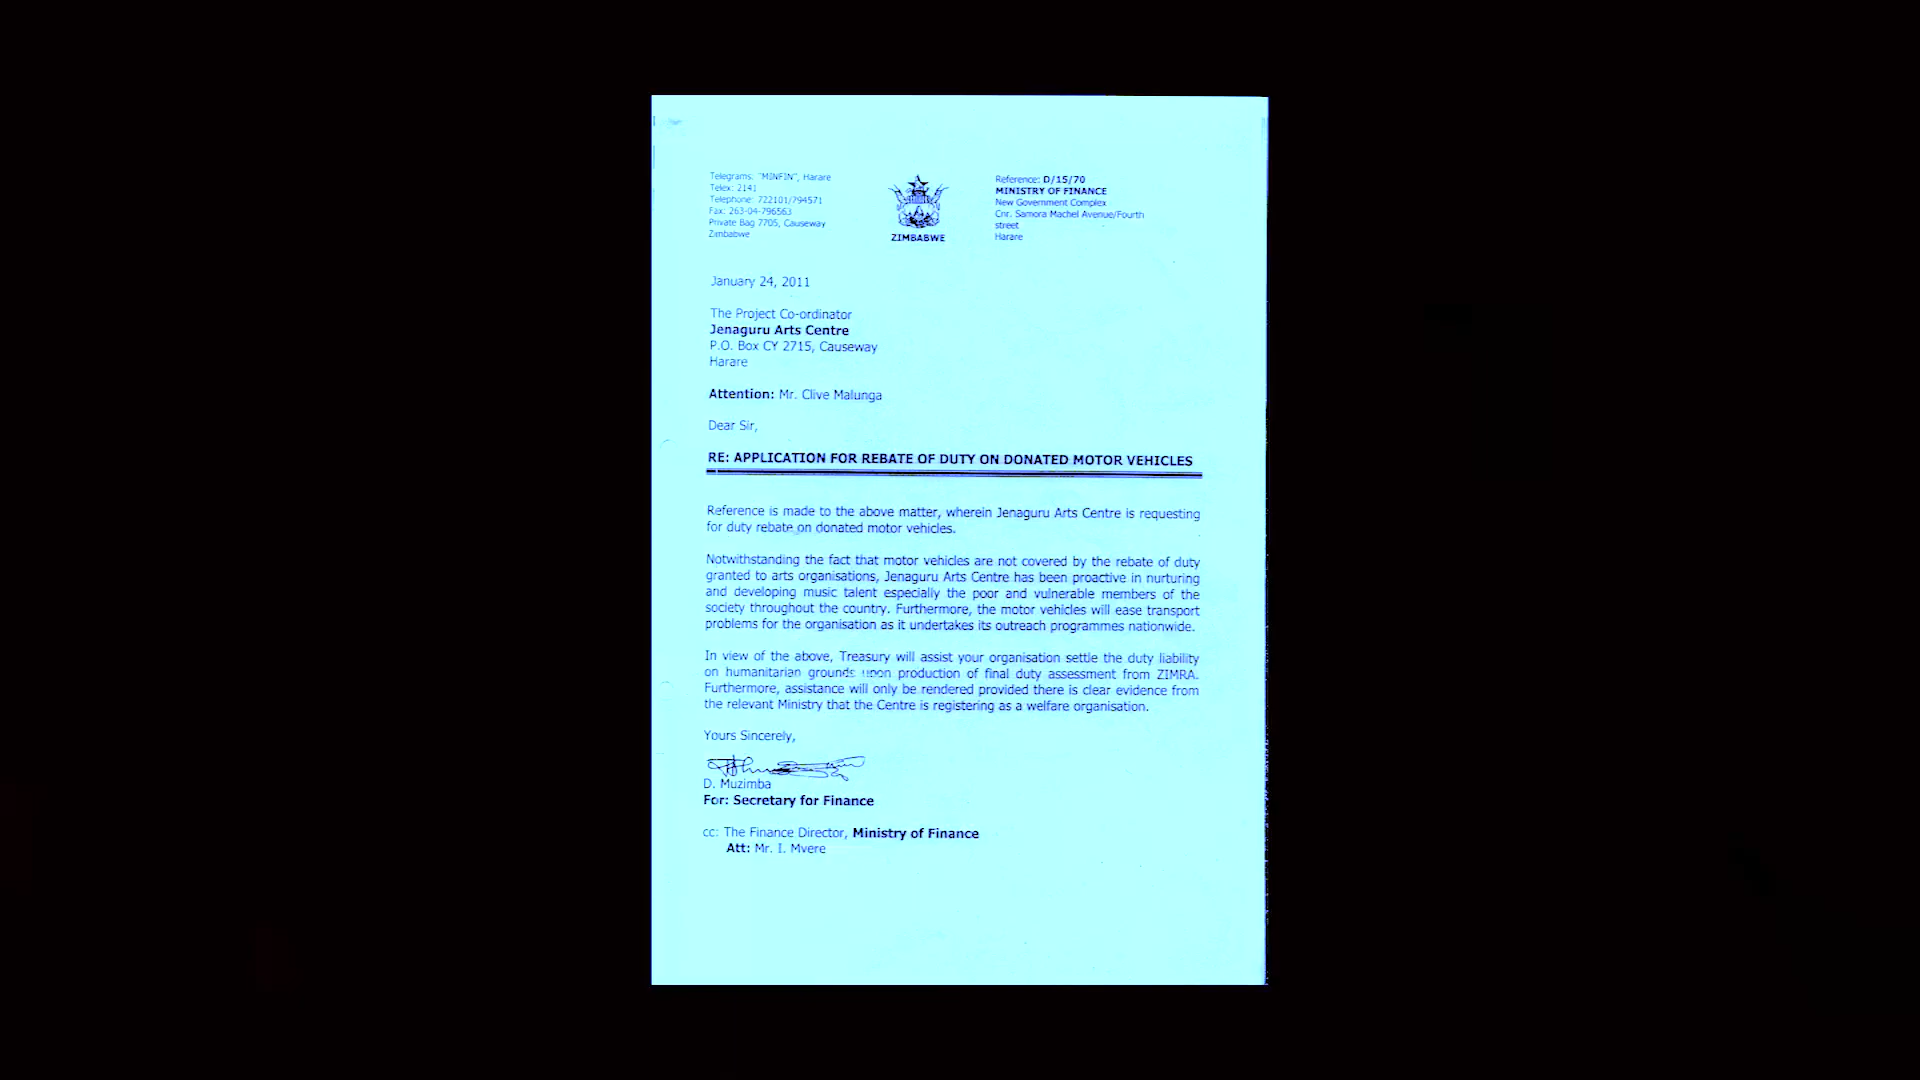 Telegrams: "MINFIN", Harare
Telex: 2141
Telephone: 722101/794571
Fax: 263-04-796563
Private Bag 7705, Causeway
Zimbabwe
ZIMBABWE
Reference: D/15/70
MINISTRY OF FINANCE
New Government Complex
Cnr. Samora Machel Avenue/Fourth
street
Harare
January 24, 2011
The Project Co-ordinator
Jenaguru Arts Centre
P.O. Box CY 2715, Causeway
Harare
Attention: Mr. Clive Malunga
Dear Sir,
RE: APPLICATION FOR REBATE OF DUTY ON DONATED MOTOR VEHICLES
Reference is made to the above matter, wherein Jenaguru Arts Centre is requesting
for duty rebate on donated motor vehicles.
Notwithstanding the fact that motor vehicles are not covered by the rebate of duty
granted to arts organisations, Jenaguru Arts Centre has been proactive in nurturing
and developing music talent especially the poor and vulnerable members of the
society throughout the country. Furthermore, the motor vehicles will ease transport
problems for the organisation as it undertakes its outreach programmes nationwide.
In view of the above, Treasury will assist your organisation settle the duty liability
on humanitarian grounds upon production of final duty assessment from ZIMRA.
Furthermore, assistance will only be rendered provided there is clear evidence from
the relevant Ministry that the Centre is registering as a welfare organisation.
Yours Sincerely,
D. Muzimba
For: Secretary for Finance
cc: The Finance Director, Ministry of Finance
Att: Mr. I. Mvere